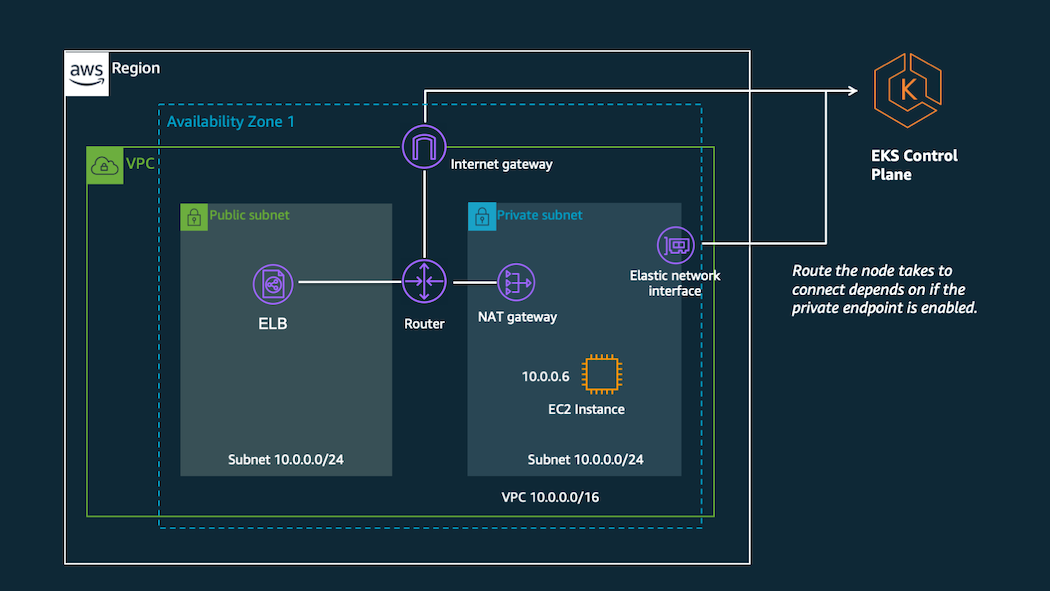 aws
Region
Availability Zone 1
VPC
Internet gateway
EKS Control
Plane
Public subnet
Private subnet
Elastic network
interface
Route the node takes to
connect depends on if the
private endpoint is enabled.
ELB
Router
NAT gateway
10.0.0.6
EC2 Instance
Subnet 10.0.0.0/24
Subnet 10.0.0.0/24
VPC 10.0.0.0/16
K